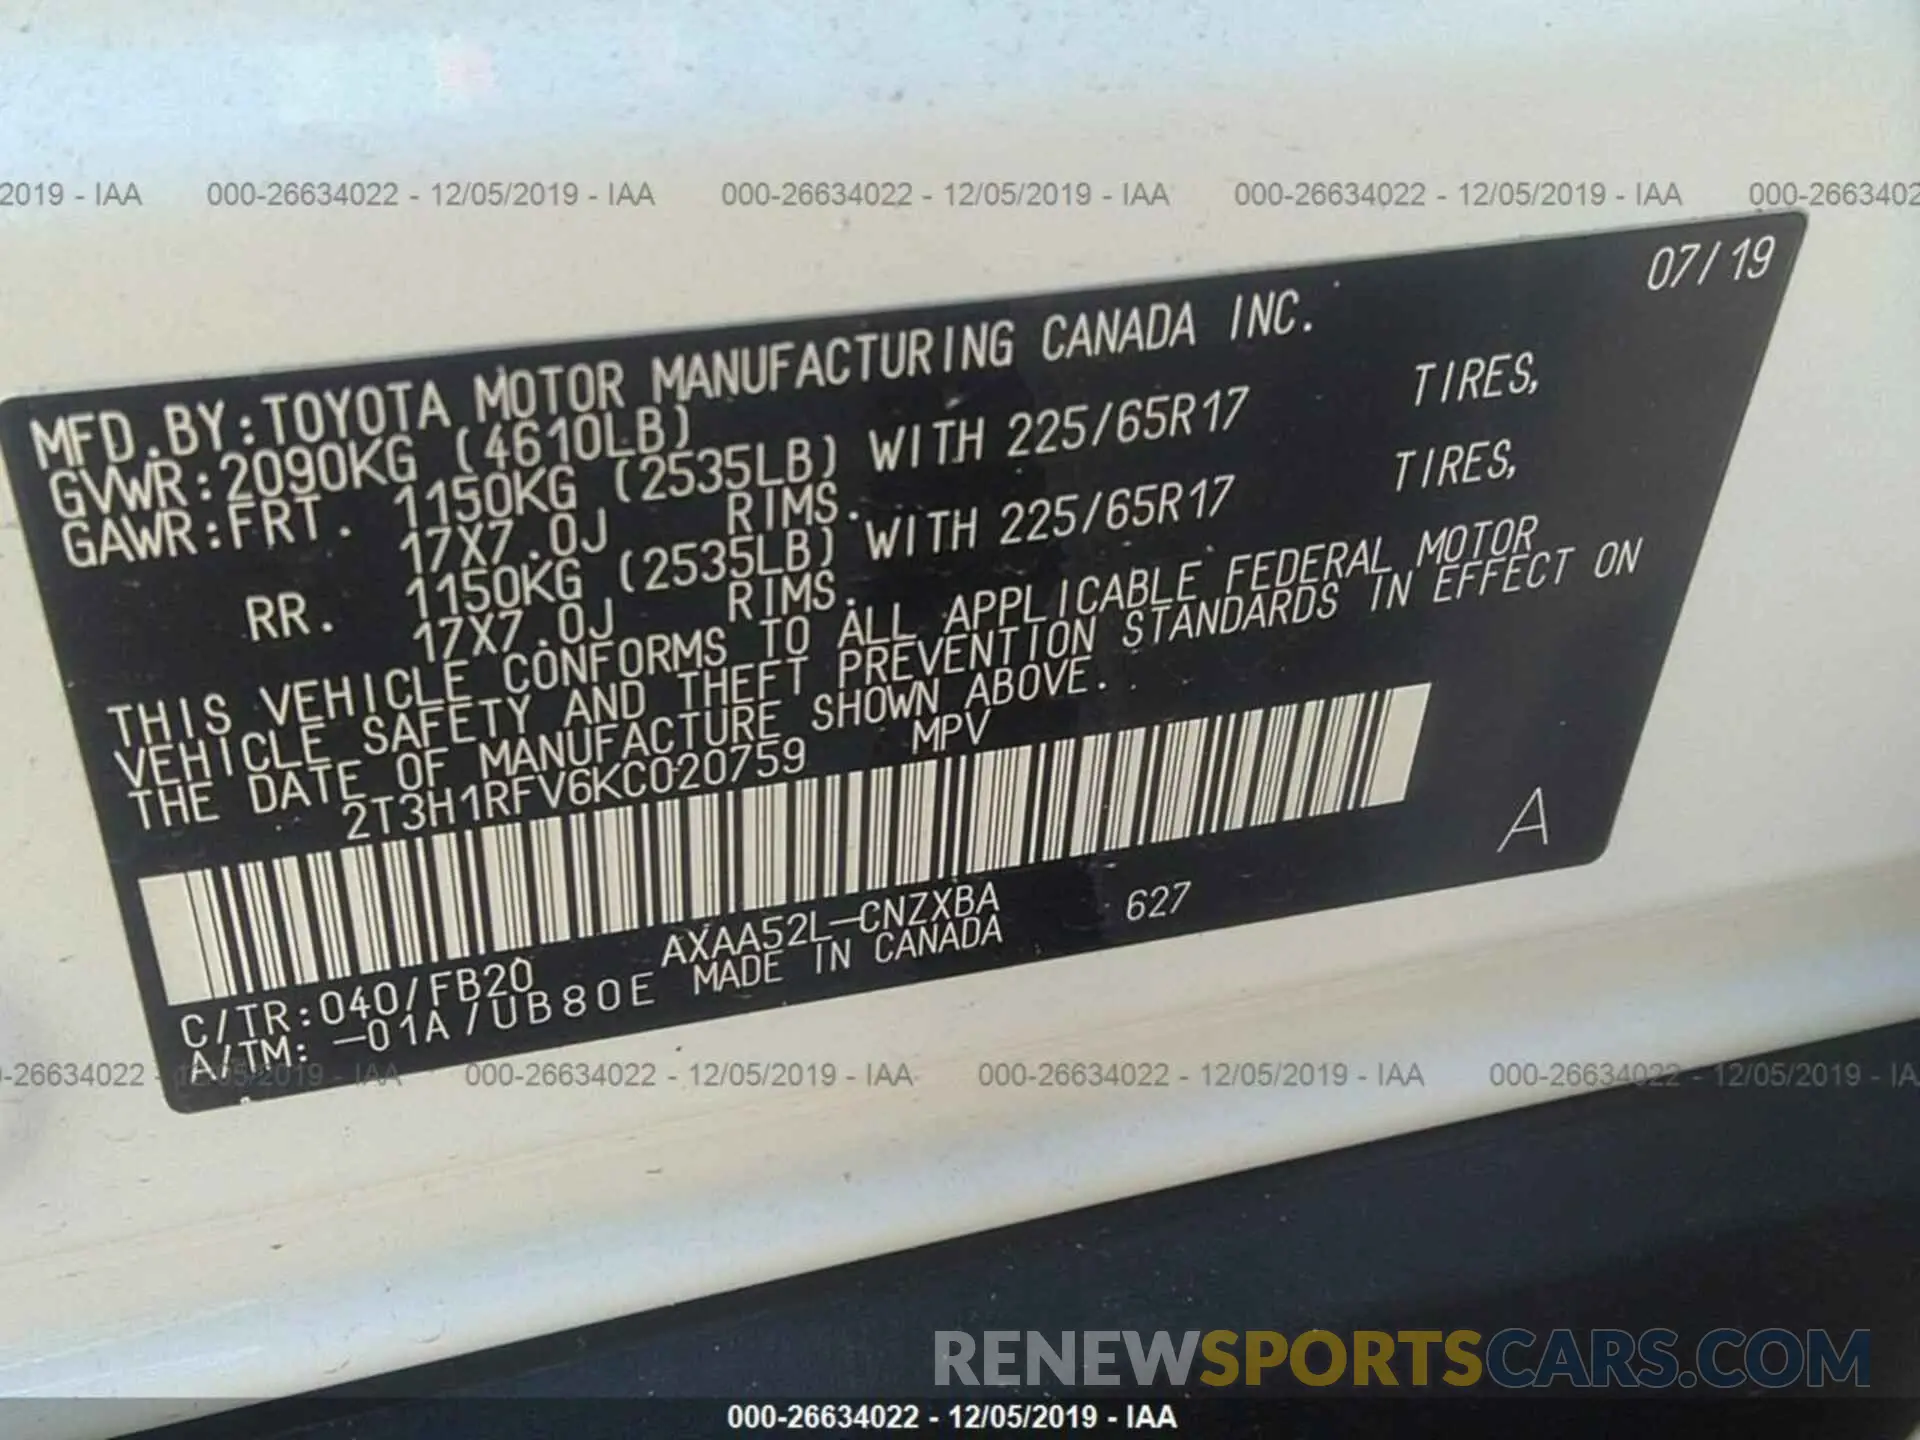 2019 - IAA 000-26634022 - 12/05/2019 - IAA 000-26634022 - 12/05/2019 - IAA 000-26634022 - 12/05/2019 - IAA 000-2663402
07/19
MFD.BY:TOYOTA MOTOR MANUFACTURING CANADA INC.
GVWR:2090KG (4610LB)
GAWR:FRT. 1150KG (2535LB) WITH 225/65R17 TIRES,
17X7.0J RIMS.
RR. 1150KG (2535LB) WITH 225/65R17 TIRES,
17X7.0J RIMS.
THIS VEHICLE CONFORMS TO ALL APPLICABLE FEDERAL MOTOR
VEHICLE SAFETY AND THEFT PREVENTION STANDARDS IN EFFECT ON
THE DATE OF MANUFACTURE SHOWN ABOVE.
2T3H1RFV6KC020759 MPV
A
AXAA52L-CNZXBA 627
C/TR:040/FB20 MADE IN CANADA
A/TM: -01A/UB80E
-26634022 - 12/05/2019 - IAA 000-26634022 - 12/05/2019 - IAA 000-26634022 - 12/05/2019 - IAA 000-26634022 - 12/05/2019 - IA
RENEWSPORTSCARS.COM
000-26634022 - 12/05/2019 - IAA